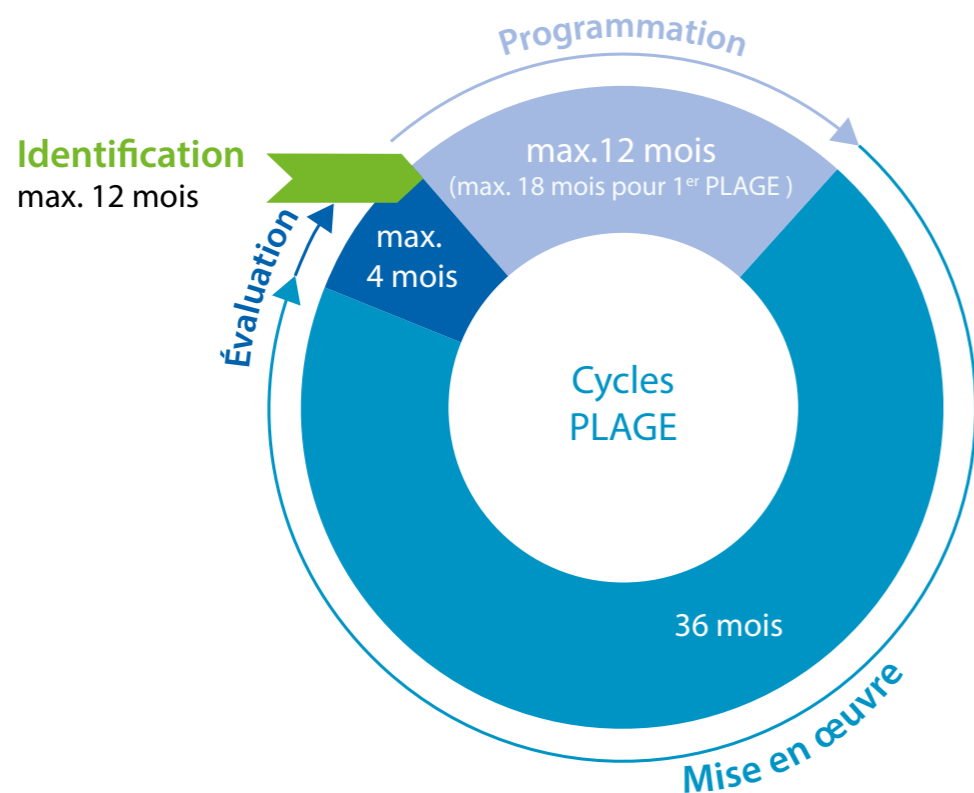 Programmation
Identification
max. 12 mois
max.12 mois
(max. 18 mois pour 1er PLAGE )
Évaluation
max.
4 mois
Cycles
PLAGE
36 mois
Mise en œuvre